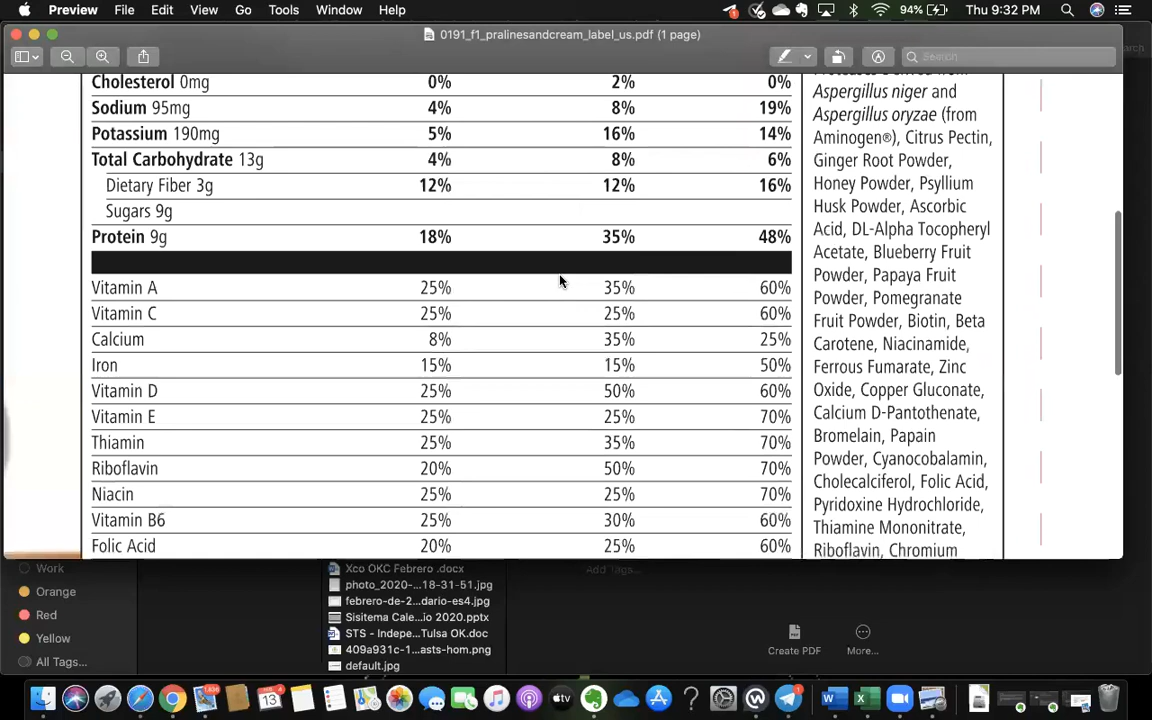 Preview File Edit View Go Tools Window Help 94% Thu 9:32 PM
0191_f1_pralinesandcream_label_us.pdf (1 page)
Search
Cholesterol 0mg 0% 2% 0%
Sodium 95mg 4% 8% 19%
Potassium 190mg 5% 16% 14%
Total Carbohydrate 13g 4% 8% 6%
Dietary Fiber 3g 12% 12% 16%
Sugars 9g
Protein 9g 18% 35% 48%
Vitamin A 25% 35% 60%
Vitamin C 25% 25% 60%
Calcium 8% 35% 25%
Iron 15% 15% 50%
Vitamin D 25% 50% 60%
Vitamin E 25% 25% 70%
Thiamin 25% 35% 70%
Riboflavin 20% 50% 70%
Niacin 25% 25% 70%
Vitamin B6 25% 30% 60%
Folic Acid 20% 25% 60%
Aspergillus niger and
Aspergillus oryzae (from
Aminogen®), Citrus Pectin,
Ginger Root Powder,
Honey Powder, Psyllium
Husk Powder, Ascorbic
Acid, DL-Alpha Tocopheryl
Acetate, Blueberry Fruit
Powder, Papaya Fruit
Powder, Pomegranate
Fruit Powder, Biotin, Beta
Carotene, Niacinamide,
Ferrous Fumarate, Zinc
Oxide, Copper Gluconate,
Calcium D-Pantothenate,
Bromelain, Papain
Powder, Cyanocobalamin,
Cholecalciferol, Folic Acid,
Pyridoxine Hydrochloride,
Thiamine Mononitrate,
Riboflavin, Chromium
Work
Orange
Red
Yellow
All Tags...
Xco OKC Febrero .docx
photo_2020-...18-31-51.jpg
febrero-de-2...dario-es4.jpg
Sisitema Cale...io 2020.pptx
STS - Indepe...Tulsa OK.doc
409a931c-1...asts-hom.png
default.jpg
Add Tags...
Create PDF
More...